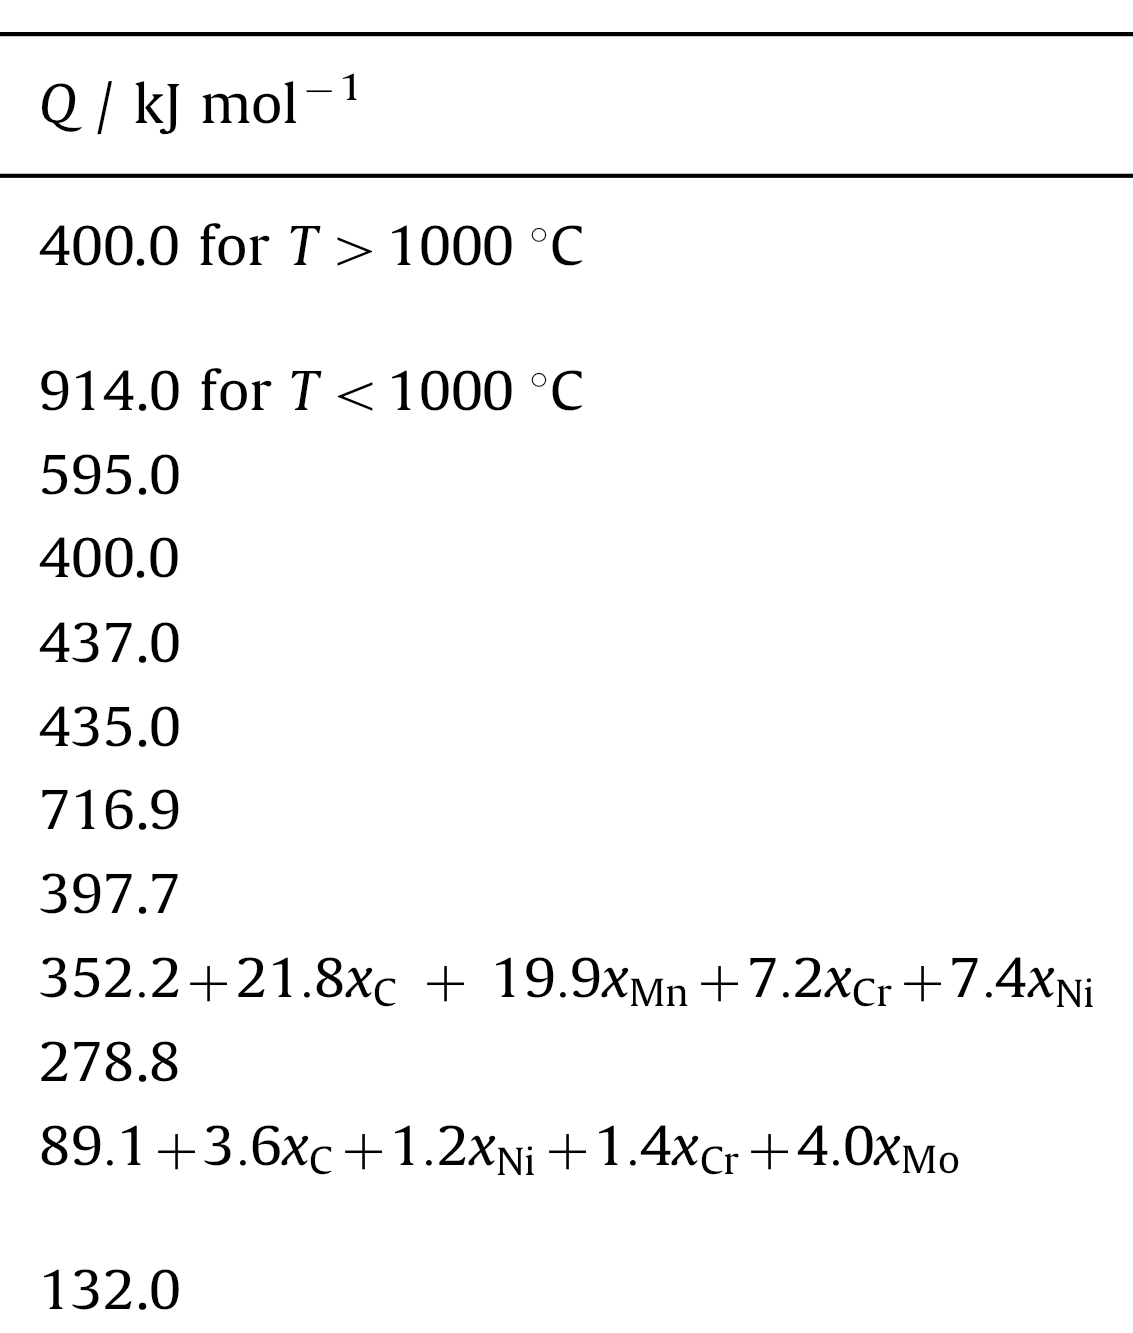 Q / kJ mol⁻¹
400.0 for T > 1000 °C
914.0 for T < 1000 °C
595.0
400.0
437.0
435.0
716.9
397.7
352.2+21.8x_C + 19.9x_Mn+7.2x_Cr+7.4x_Ni
278.8
89.1+3.6x_C+1.2x_Ni+1.4x_Cr+4.0x_Mo
132.0